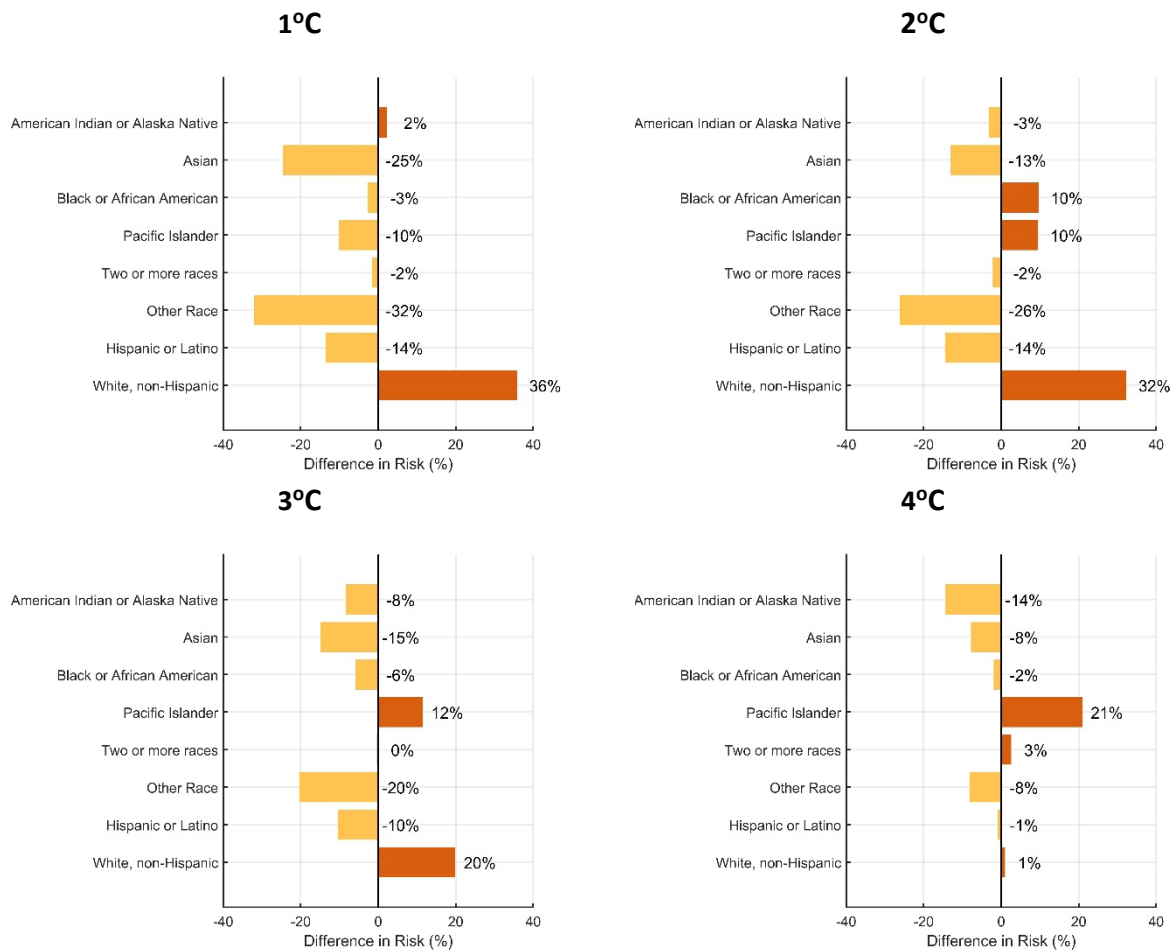 1°C
American Indian or Alaska Native 2%
Asian -25%
Black or African American -3%
Pacific Islander -10%
Two or more races -2%
Other Race -32%
Hispanic or Latino -14%
White, non-Hispanic 36%
-40 -20 0 20 40
Difference in Risk (%)
2°C
American Indian or Alaska Native -3%
Asian -13%
Black or African American 10%
Pacific Islander 10%
Two or more races -2%
Other Race -26%
Hispanic or Latino -14%
White, non-Hispanic 32%
-40 -20 0 20 40
Difference in Risk (%)
3°C
American Indian or Alaska Native -8%
Asian -15%
Black or African American -6%
Pacific Islander 12%
Two or more races 0%
Other Race -20%
Hispanic or Latino -10%
White, non-Hispanic 20%
-40 -20 0 20 40
Difference in Risk (%)
4°C
American Indian or Alaska Native -14%
Asian -8%
Black or African American -2%
Pacific Islander 21%
Two or more races 3%
Other Race -8%
Hispanic or Latino -1%
White, non-Hispanic 1%
-40 -20 0 20 40
Difference in Risk (%)